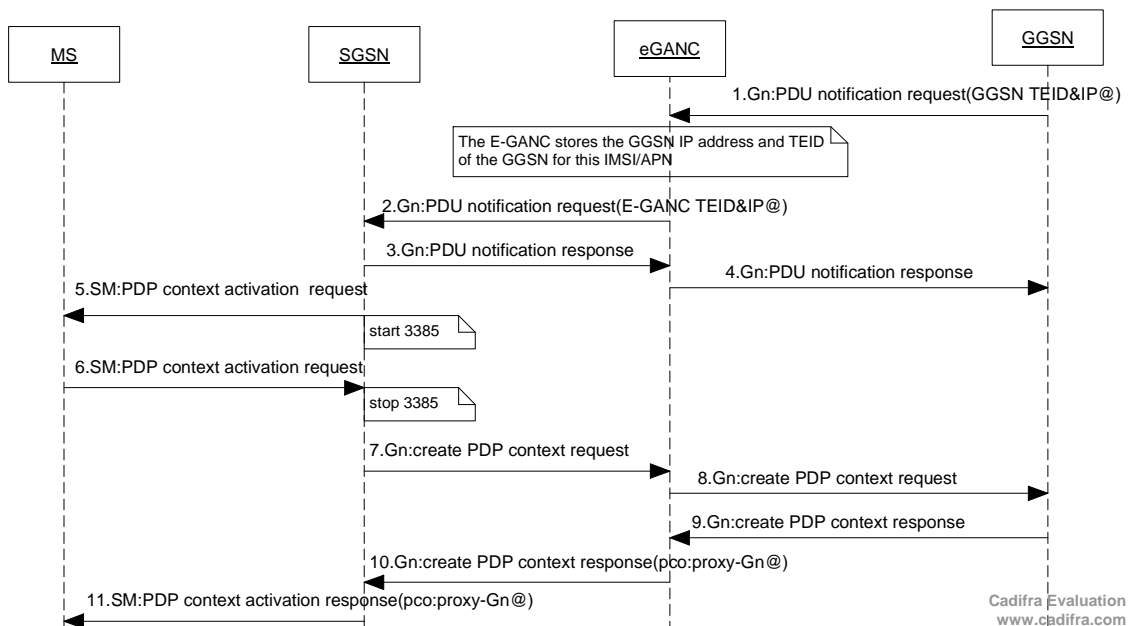 MS
SGSN
eGANC
GGSN
1.Gn:PDU notification request(GGSN TEID&IP@)
The E-GANC stores the GGSN IP address and TEID
of the GGSN for this IMSI/APN
2.Gn:PDU notification request(E-GANC TEID&IP@)
3.Gn:PDU notification response
4.Gn:PDU notification response
5.SM:PDP context activation  request
start 3385
6.SM:PDP context activation request
stop 3385
7.Gn:create PDP context request
8.Gn:create PDP context request
9.Gn:create PDP context response
10.Gn:create PDP context response(pco:proxy-Gn@)
11.SM:PDP context activation response(pco:proxy-Gn@)
Cadifra Evaluation
www.cadifra.com